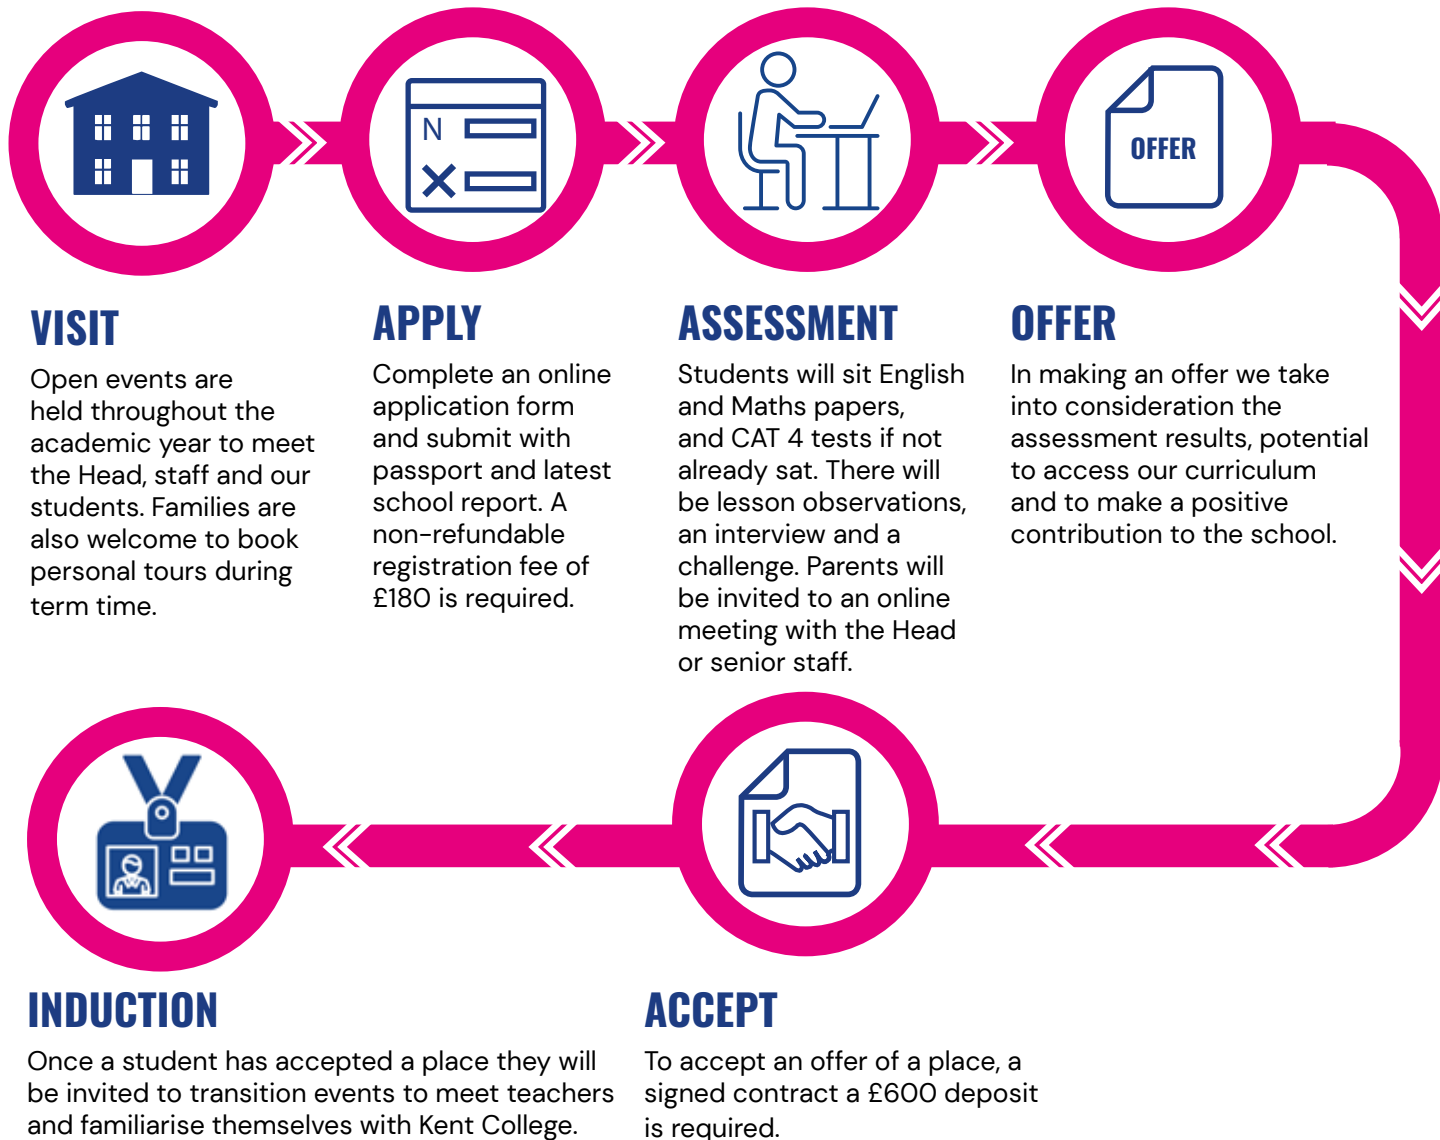 N
OFFER
VISIT
Open events are
held throughout the
academic year to meet
the Head, staff and our
students. Families are
also welcome to book
personal tours during
term time.
APPLY
Complete an online
application form
and submit with
passport and latest
school report. A
non-refundable
registration fee of
£180 is required.
ASSESSMENT
Students will sit English
and Maths papers,
and CAT 4 tests if not
already sat. There will
be lesson observations,
an interview and a
challenge. Parents will
be invited to an online
meeting with the Head
or senior staff.
OFFER
In making an offer we take
into consideration the
assessment results, potential
to access our curriculum
and to make a positive
contribution to the school.
ACCEPT
To accept an offer of a place, a
signed contract a £600 deposit
is required.
INDUCTION
Once a student has accepted a place they will
be invited to transition events to meet teachers
and familiarise themselves with Kent College.